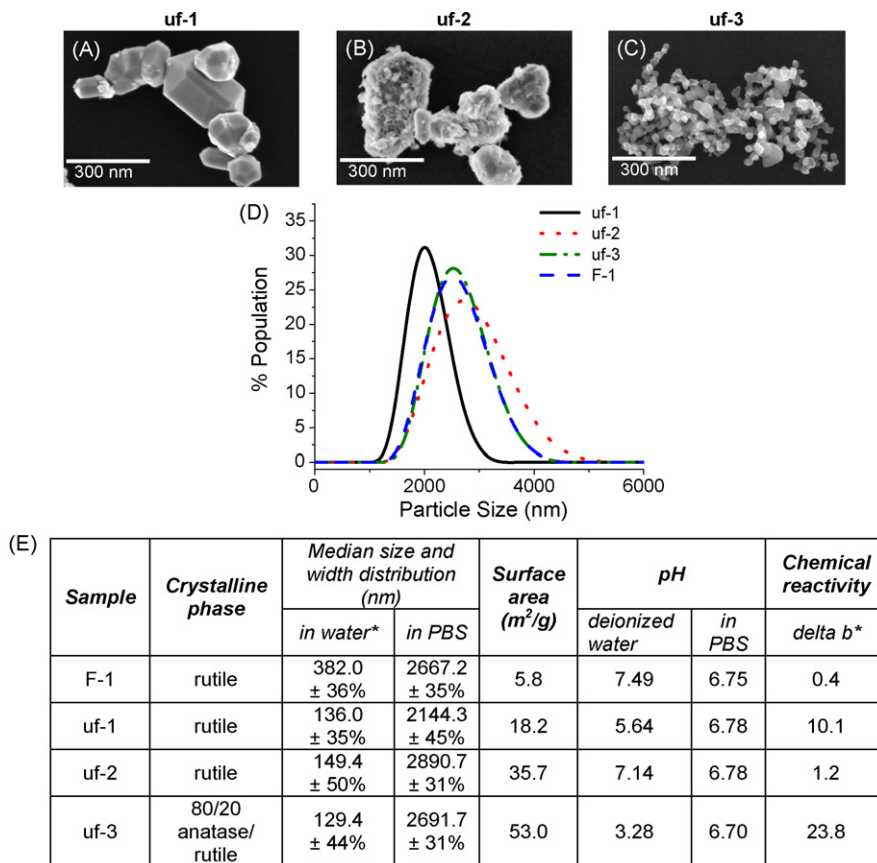 uf-1 uf-2 uf-3
(A) (B) (C)
300 nm 300 nm 300 nm
(D)
35
30
25
20
15
10
5
0
% Population
uf-1
uf-2
uf-3
F-1
0 2000 4000 6000
Particle Size (nm)
(E)
Sample Crystalline phase Median size and width distribution (nm) Surface area (m²/g) pH Chemical reactivity
in water* in PBS deionized water in PBS delta b*
F-1 rutile 382.0 ± 36% 2667.2 ± 35% 5.8 7.49 6.75 0.4
uf-1 rutile 136.0 ± 35% 2144.3 ± 45% 18.2 5.64 6.78 10.1
uf-2 rutile 149.4 ± 50% 2890.7 ± 31% 35.7 7.14 6.78 1.2
uf-3 80/20 anatase/ rutile 129.4 ± 44% 2691.7 ± 31% 53.0 3.28 6.70 23.8